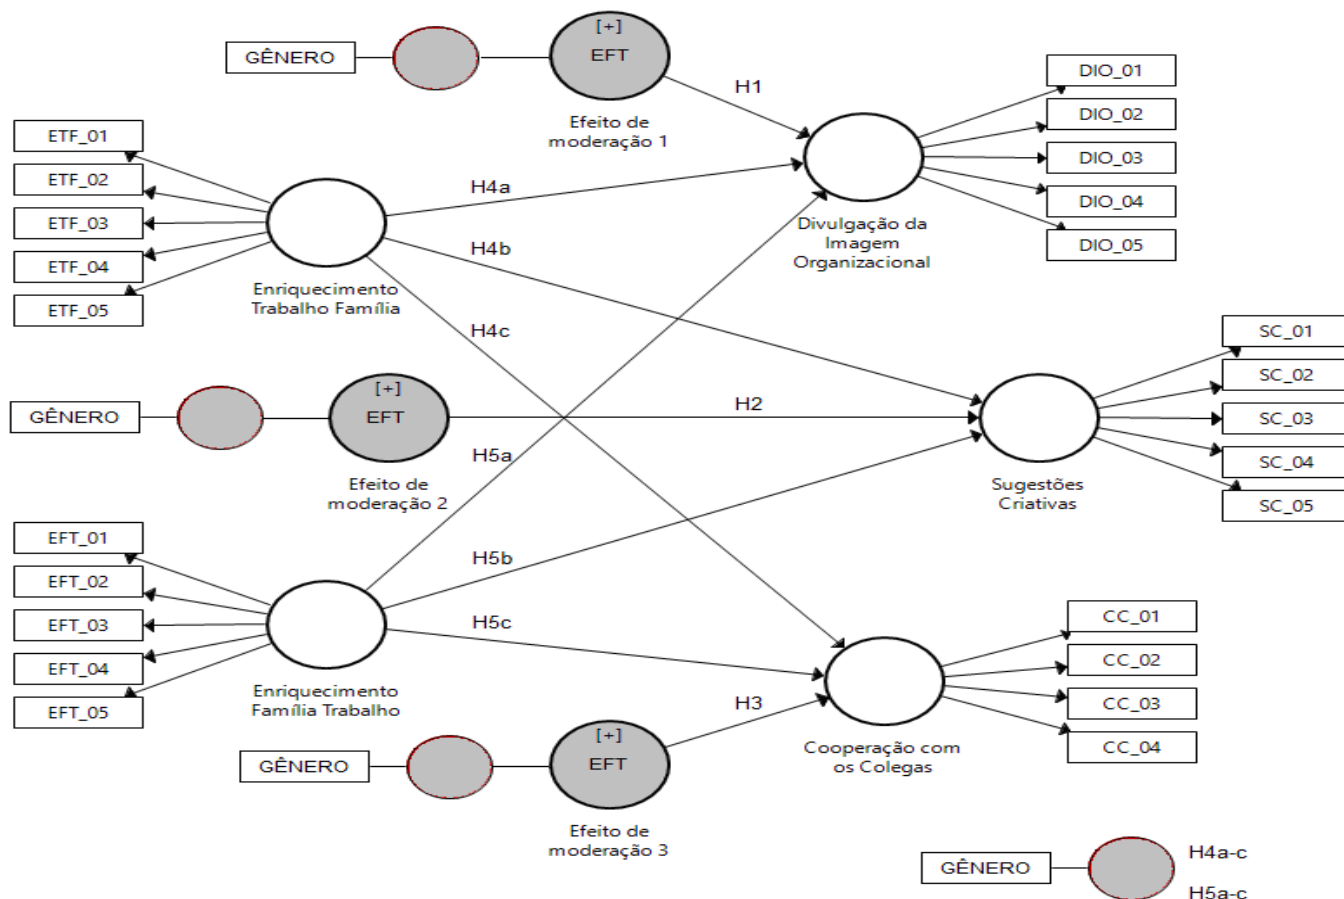 [+]
GÊNERO
EFT
H1
Efeito de
moderação 1
DIO_01
DIO_02
DIO_03
DIO_04
DIO_05
Divulgação da
Imagem
Organizacional
ETF_01
ETF_02
ETF_03
ETF_04
ETF_05
Enriquecimento
Trabalho Família
H4a
H4b
H4c
SC_01
SC_02
SC_03
SC_04
SC_05
Sugestões
Criativas
[+]
GÊNERO
EFT
H2
Efeito de
moderação 2
H5a
H5b
H5c
EFT_01
EFT_02
EFT_03
EFT_04
EFT_05
Enriquecimento
Família Trabalho
CC_01
CC_02
CC_03
CC_04
Cooperação com
os Colegas
H3
[+]
GÊNERO
EFT
Efeito de
moderação 3
GÊNERO
H4a-c
H5a-c